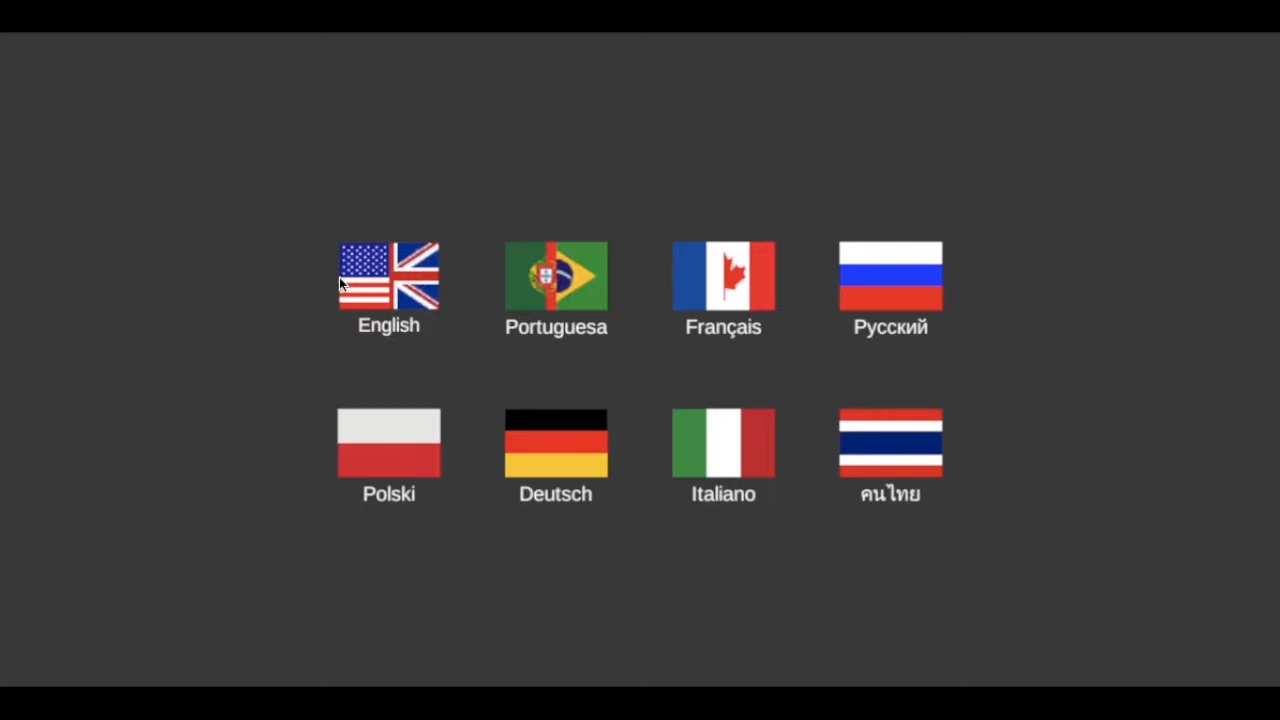 English
Portuguesa
Français
Русский
Polski
Deutsch
Italiano
คนไทย